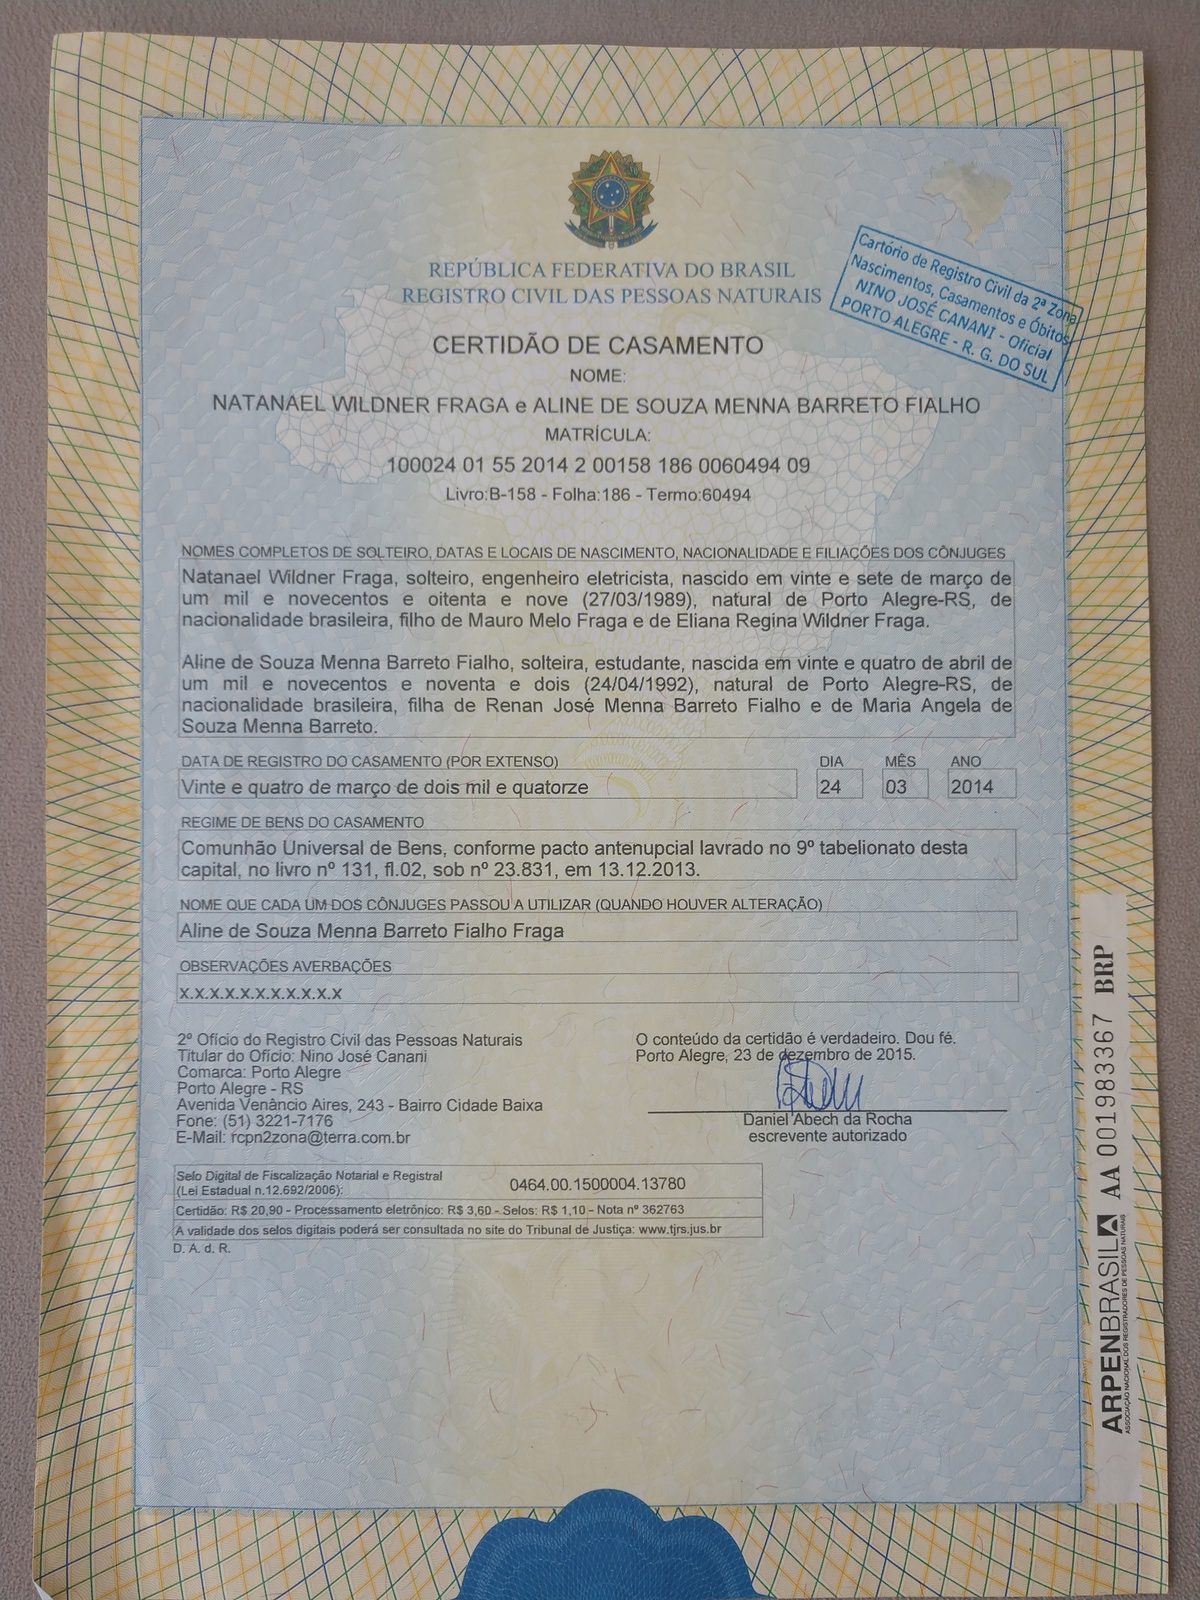 REPÚBLICA FEDERATIVA DO BRASIL
REGISTRO CIVIL DAS PESSOAS NATURAIS
Cartório de Registro Civil da 2ª Zona
Nascimentos, Casamentos e Óbitos
NINO JOSÉ CANANI - Oficial
PORTO ALEGRE - R. G. DO SUL
CERTIDÃO DE CASAMENTO
NOME:
NATANAEL WILDNER FRAGA e ALINE DE SOUZA MENNA BARRETO FIALHO
MATRÍCULA:
100024 01 55 2014 2 00158 186 0060494 09
Livro:B-158 - Folha:186 - Termo:60494
NOMES COMPLETOS DE SOLTEIRO, DATAS E LOCAIS DE NASCIMENTO, NACIONALIDADE E FILIAÇÕES DOS CÔNJUGES
Natanael Wildner Fraga, solteiro, engenheiro eletricista, nascido em vinte e sete de março de
um mil e novecentos e oitenta e nove (27/03/1989), natural de Porto Alegre-RS, de
nacionalidade brasileira, filho de Mauro Melo Fraga e de Eliana Regina Wildner Fraga.
Aline de Souza Menna Barreto Fialho, solteira, estudante, nascida em vinte e quatro de abril de
um mil e novecentos e noventa e dois (24/04/1992), natural de Porto Alegre-RS, de
nacionalidade brasileira, filha de Renan José Menna Barreto Fialho e de Maria Angela de
Souza Menna Barreto.
DATA DE REGISTRO DO CASAMENTO (POR EXTENSO) DIA MÊS ANO
Vinte e quatro de março de dois mil e quatorze 24 03 2014
REGIME DE BENS DO CASAMENTO
Comunhão Universal de Bens, conforme pacto antenupcial lavrado no 9º tabelionato desta
capital, no livro nº 131, fl.02, sob nº 23.831, em 13.12.2013.
NOME QUE CADA UM DOS CÔNJUGES PASSOU A UTILIZAR (QUANDO HOUVER ALTERAÇÃO)
Aline de Souza Menna Barreto Fialho Fraga
OBSERVAÇÕES AVERBAÇÕES
x.x.x.x.x.x.x.x.x.x.x
2º Ofício do Registro Civil das Pessoas Naturais
Titular do Ofício: Nino José Canani
Comarca: Porto Alegre
Porto Alegre - RS
Avenida Venâncio Aires, 243 - Bairro Cidade Baixa
Fone: (51) 3221-7176
E-Mail: rcpn2zona@terra.com.br
O conteúdo da certidão é verdadeiro. Dou fé.
Porto Alegre, 23 de dezembro de 2015.
Daniel Abech da Rocha
escrevente autorizado
Selo Digital de Fiscalização Notarial e Registral
(Lei Estadual n.12.692/2006): 0464.00.1500004.13780
Certidão: R$ 20,90 - Processamento eletrônico: R$ 3,60 - Selos: R$ 1,10 - Nota nº 362763
A validade dos selos digitais poderá ser consultada no site do Tribunal de Justiça: www.tjrs.jus.br
D. A. d. R.
ARPENBRASIL AA 001983367 BRP
ASSOCIAÇÃO NACIONAL DOS REGISTRADORES DE PESSOAS NATURAIS